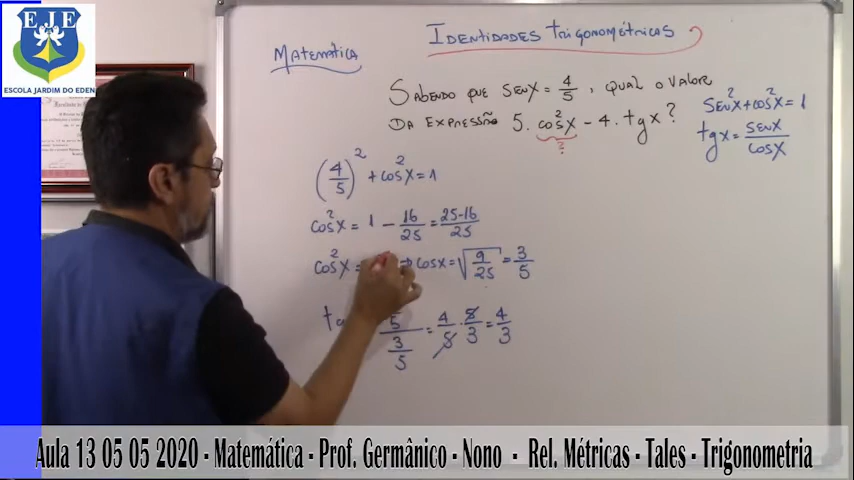 EJE
ESCOLA JARDIM DO EDEN
Matemática
Identidades trigonométricas
Sabendo que senx = 4/5, qual o valor
da expressão 5. cos²x - 4. tgx?
?
sen²x + cos²x = 1
tgx = senx/cosx
(4/5)² + cos²x = 1
cos²x = 1 - 16/25 = 25-16/25
cos²x = ⇒ cosx = √9/25 = 3/5
5/(3/5) = 4/5 . 5/3 = 4/3
Aula 13 05 05 2020 - Matemática - Prof. Germânico - Nono - Rel. Métricas - Tales - Trigonometria